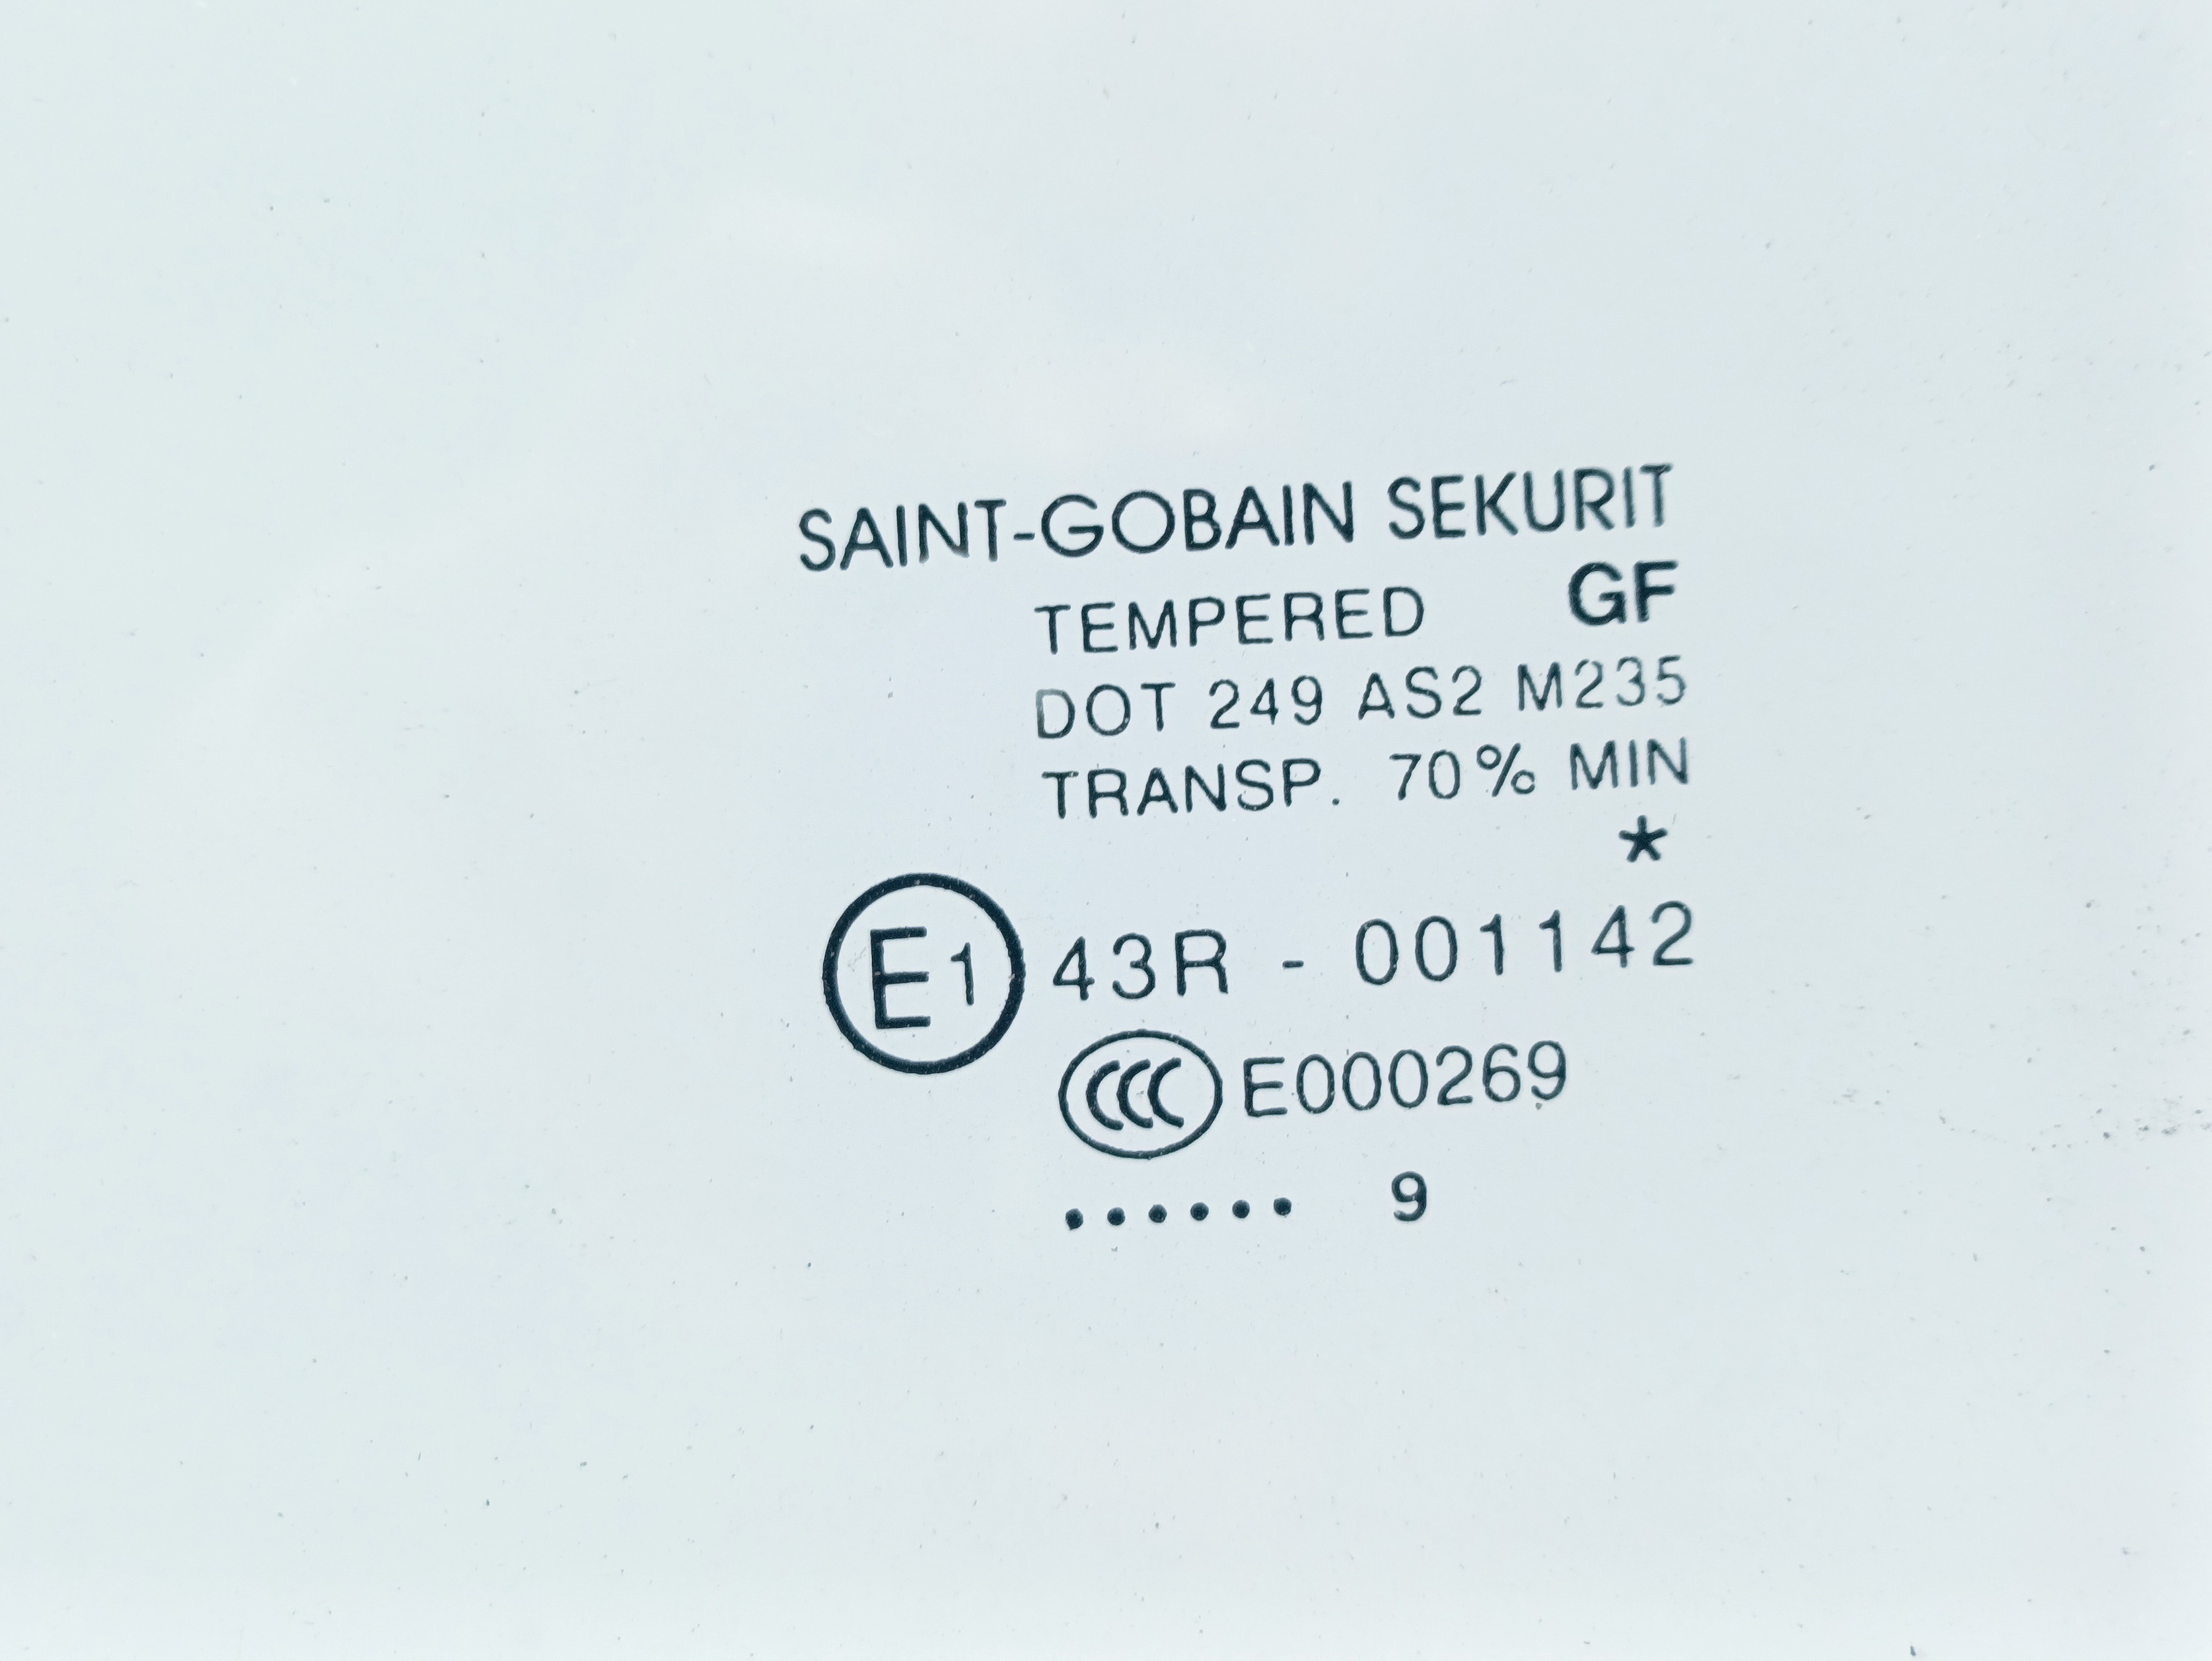 SAINT-GOBAIN SEKURIT
TEMPERED GF
DOT 249 AS2 M235
TRANSP. 70% MIN
*
E1 43R - 001142
CCC E000269
...... 9